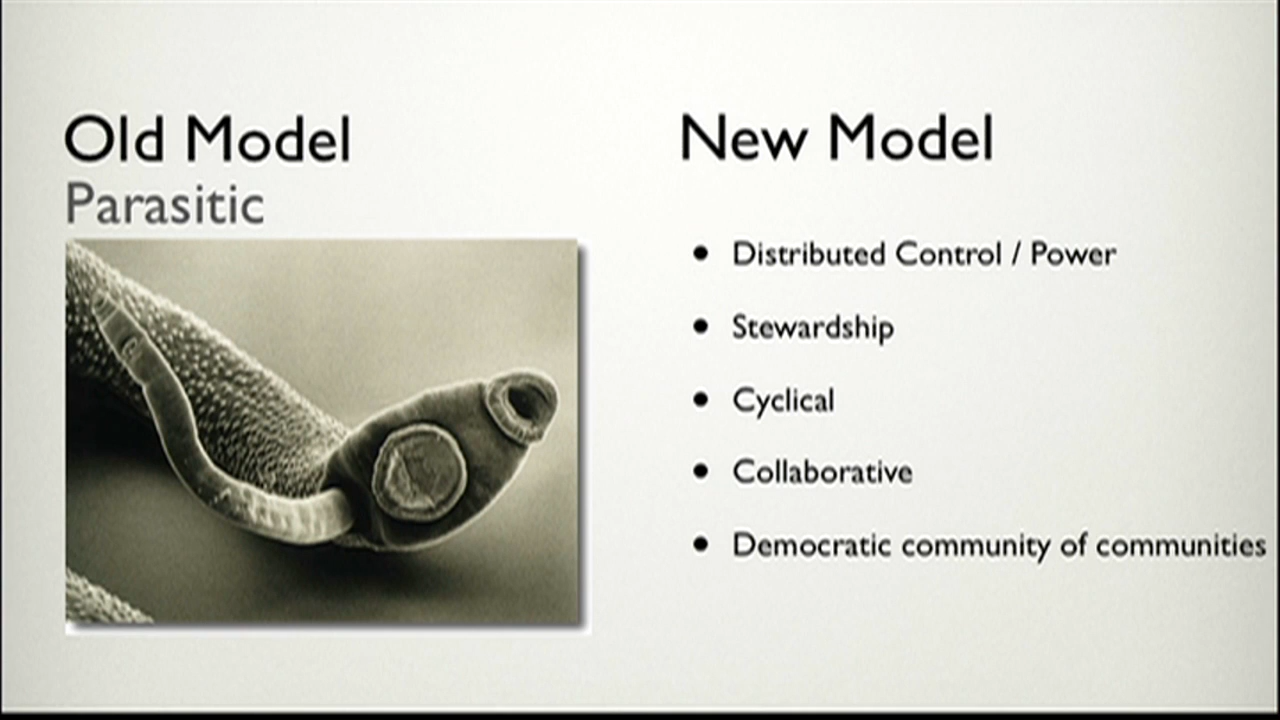 Old Model
Parasitic
New Model
• Distributed Control / Power
• Stewardship
• Cyclical
• Collaborative
• Democratic community of communities